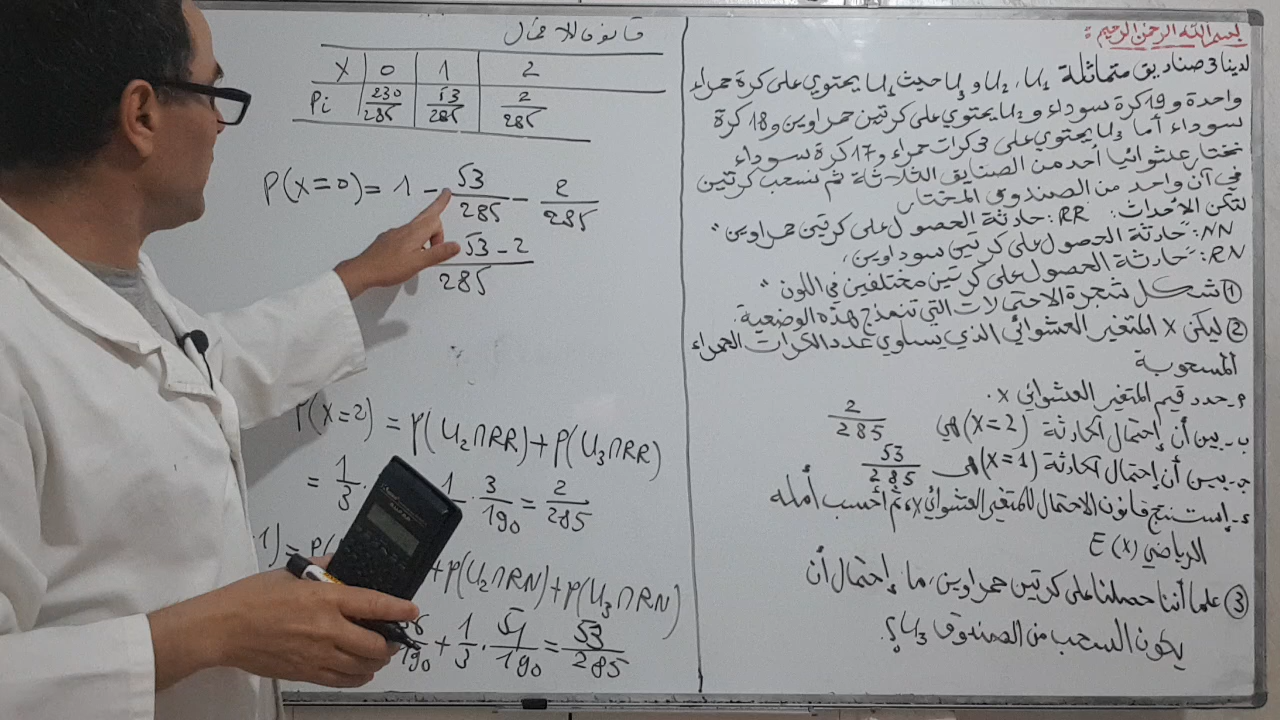 بسم الله الرحمن الرحيم:
لدينا 3 صناديق متماثلة U₁، U₂ و U₃ حيث U₁ يحتوي على كرة حمراء
واحدة و 19 كرة سوداء و U₂ يحتوي على كرتين حمراوين و 18 كرة
سوداء أما U₃ يحتوي على 3 كرات حمراء و 17 كرة سوداء
نختار عشوائيا أحد من الصناديق الثلاثة ثم نسحب كرتين
في آن واحد من الصندوق المختار
لتكن الأحداث: RR: حادثة الحصول على كرتين حمراوين"
NN: حادثة الحصول على كرتين سوداوين،
RN: حادثة الحصول على كرتين مختلفين في اللون"
① شكل شجرة الاحتمالات التي تنمذج هذه الوضعية.
② ليكن X المتغير العشوائي الذي يساوي عدد الكرات الحمراء
المسحوبة
أ- حدد قيم المتغير العشوائي X.
ب- بين أن إحتمال الحادثة (X=2) هي 2/285
ج- بين أن إحتمال الحادثة (X=1) هي 53/285
د- إستنتج قانون الاحتمال للمتغير العشوائي X، ثم أحسب أمله
الرياضي E(X)
③ علما أننا حصلنا على كرتين حمراوين، ما إحتمال أن
يكون السحب من الصندوق U₃؟
قانون الاحتمال
X 0 1 2
Pi 230/285 53/285 2/285
P(X=0) = 1 - 53/285 - 2/285
53 - 2 / 285
P(X=2) = P(U₂∩RR) + P(U₃∩RR)
= 1/3 · 3/190 = 2/285
1) = P( + P(U₂∩RN) + P(U₃∩RN)
36/190 + 1/3 · 51/190 = 53/285